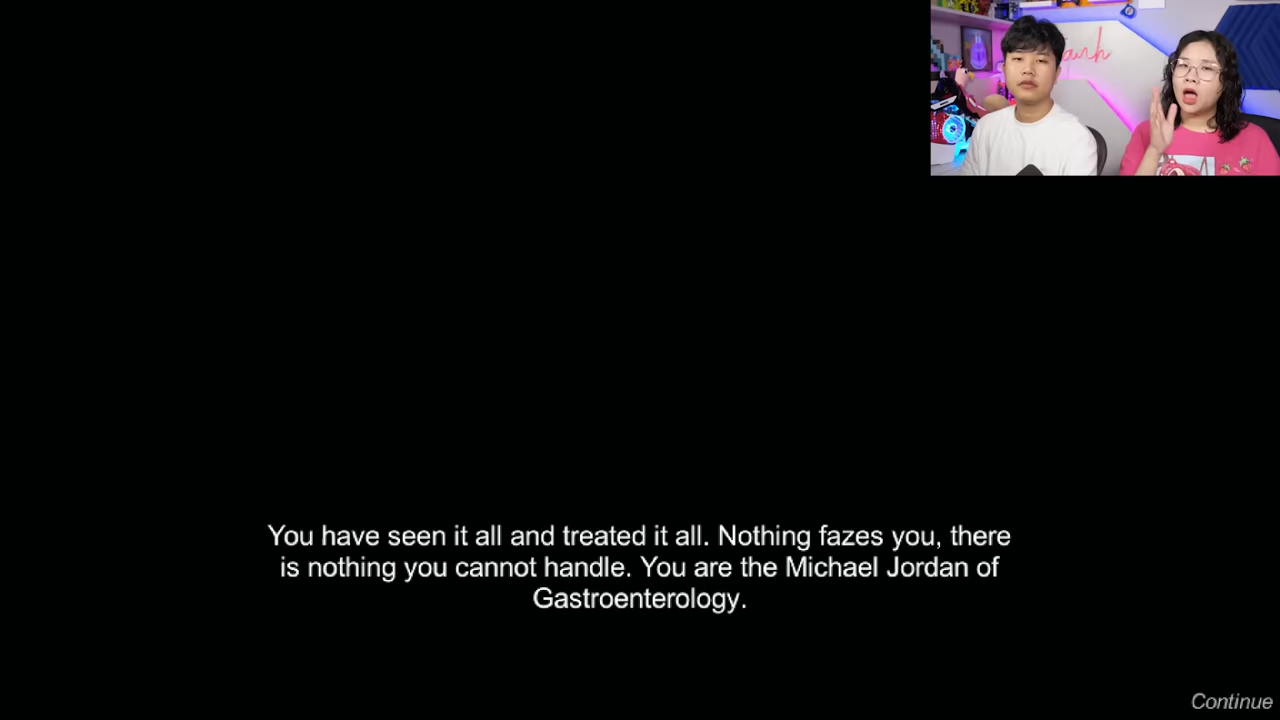 You have seen it all and treated it all. Nothing fazes you, there
is nothing you cannot handle. You are the Michael Jordan of
Gastroenterology.
Continue